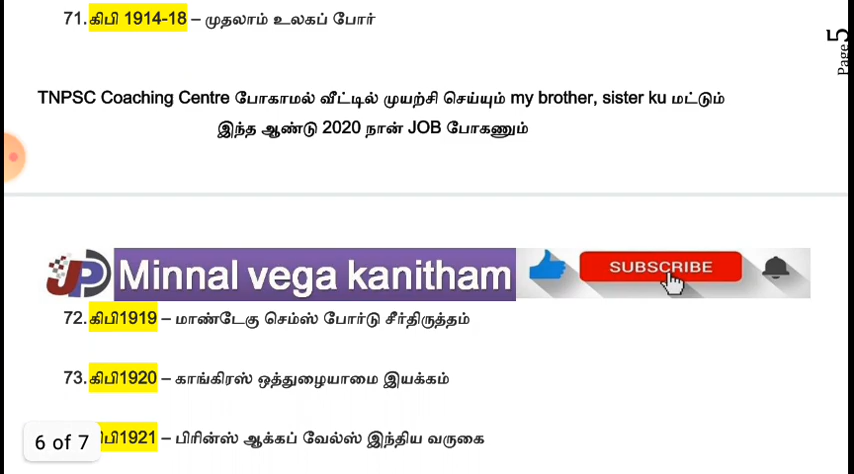 71. கிபி 1914-18 – முதலாம் உலகப் போர்
Page 5
TNPSC Coaching Centre போகாமல் வீட்டில் முயற்சி செய்யும் my brother, sister ku மட்டும்
இந்த ஆண்டு 2020 நான் JOB போகணும்
JP Minnal vega kanitham SUBSCRIBE
72. கிபி1919 – மாண்டேகு செம்ஸ் போர்டு சீர்திருத்தம்
73. கிபி1920 – காங்கிரஸ் ஒத்துழையாமை இயக்கம்
6 of 7 கிபி1921 – பிரின்ஸ் ஆக்கப் வேல்ஸ் இந்திய வருகை